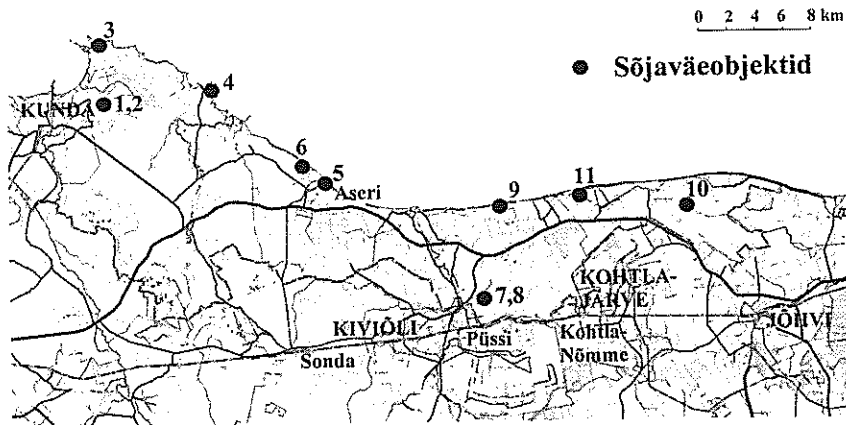 0 2 4 6 8 km
Sõjaväeobjektid
3
4
KUNDA
1,2
6
5
Aseri
9
11
10
7,8
KOHTLA-
JÄRVE
KIVIÕLI
Püssi
Kohtla-
Nõmme
JÕHVI
Sonda